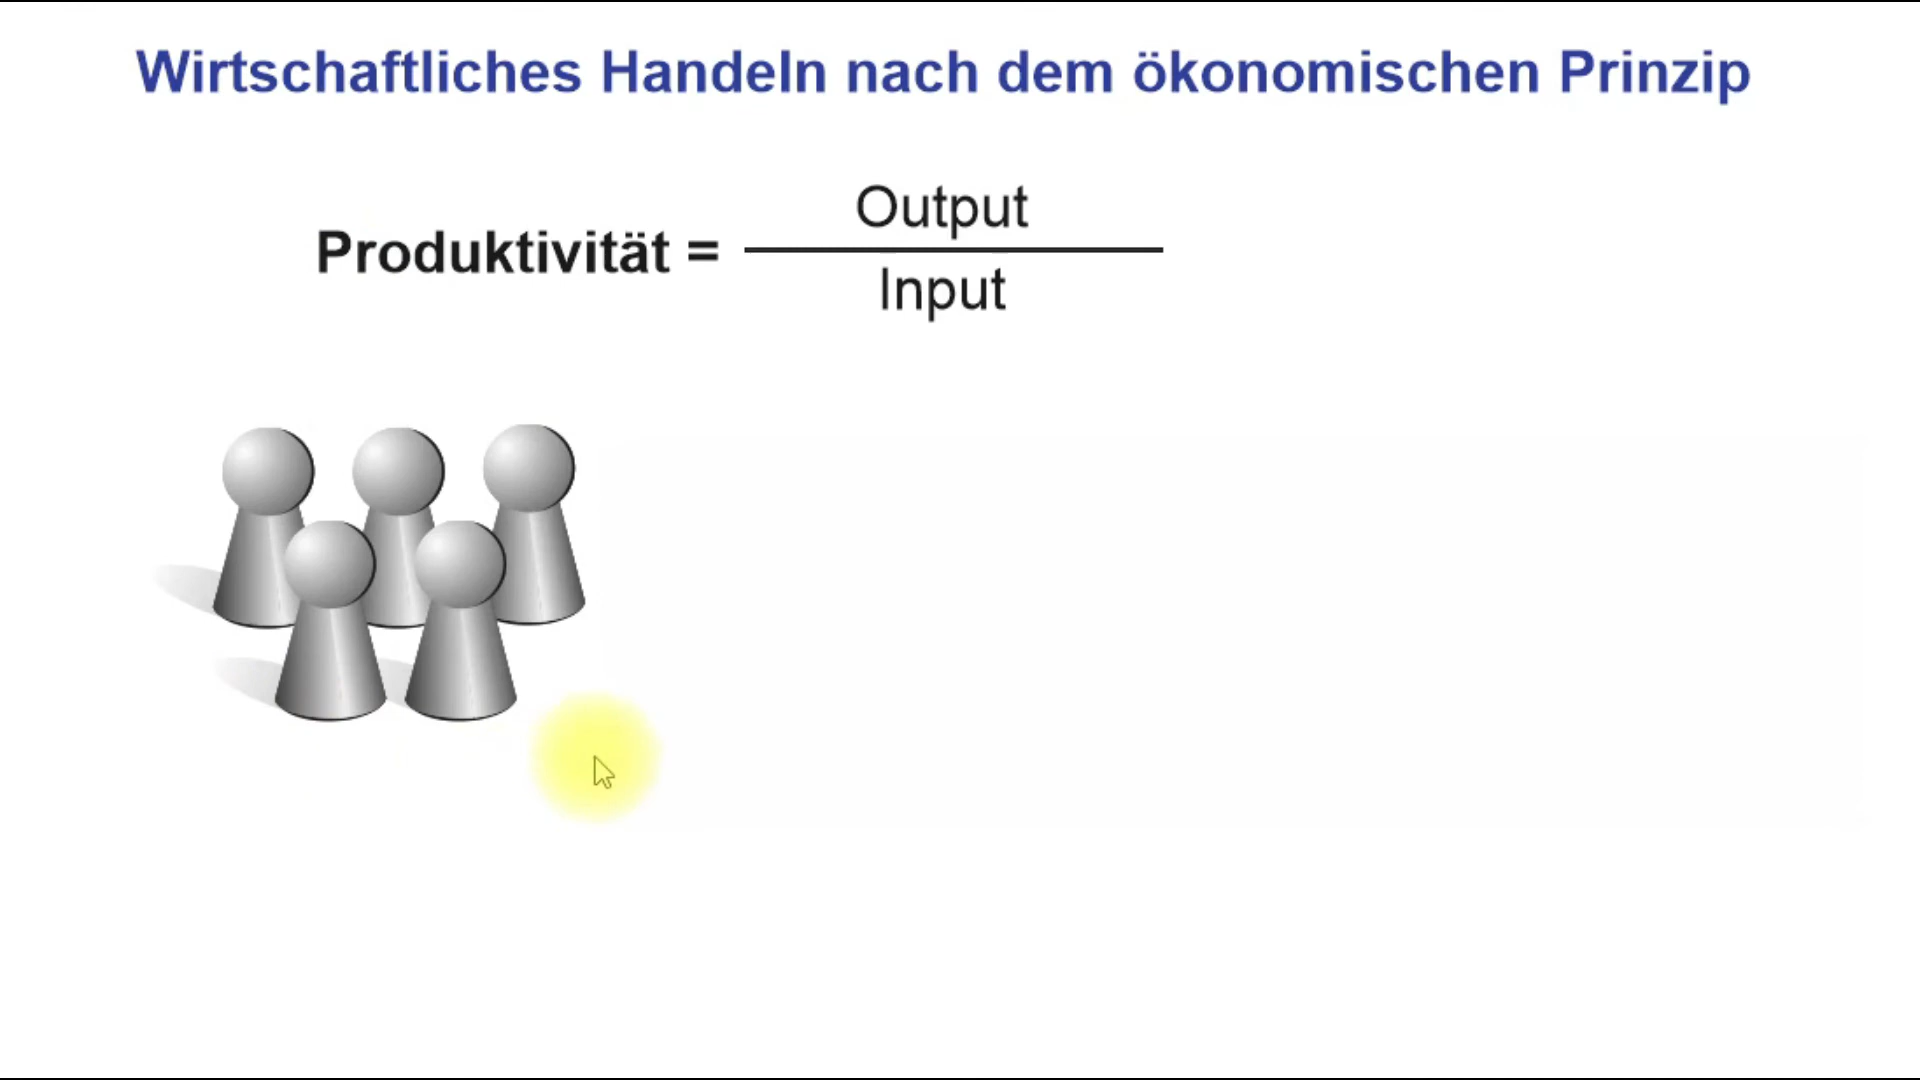 Wirtschaftliches Handeln nach dem ökonomischen Prinzip
Output
Produktivität =
Input